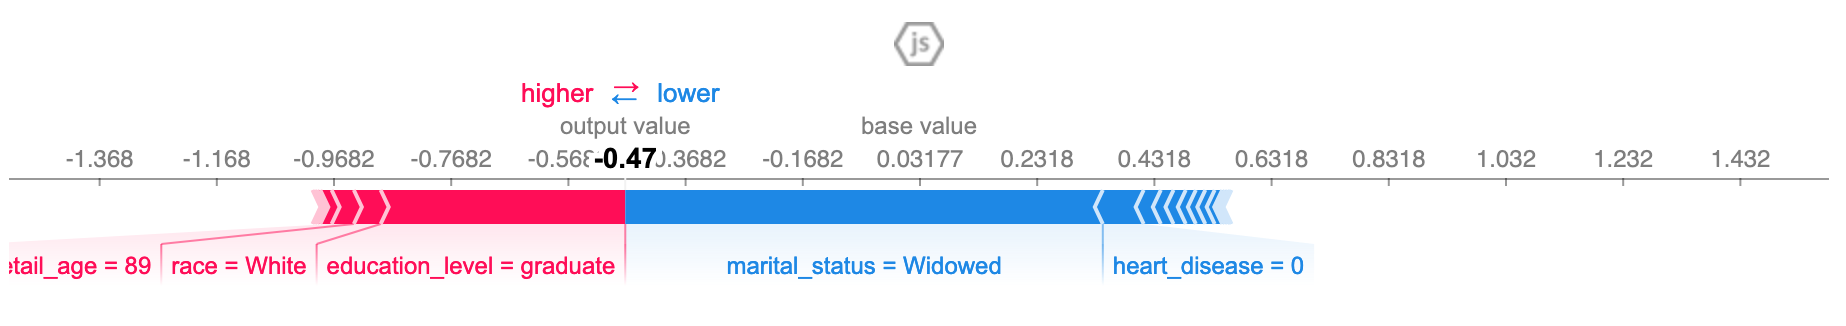 js
higher lower
output value base value
-1.368 -1.168 -0.9682 -0.7682 -0.568 -0.47 .3682 -0.1682 0.03177 0.2318 0.4318 0.6318 0.8318 1.032 1.232 1.432
etail_age = 89 race = White education_level = graduate marital_status = Widowed heart_disease = 0